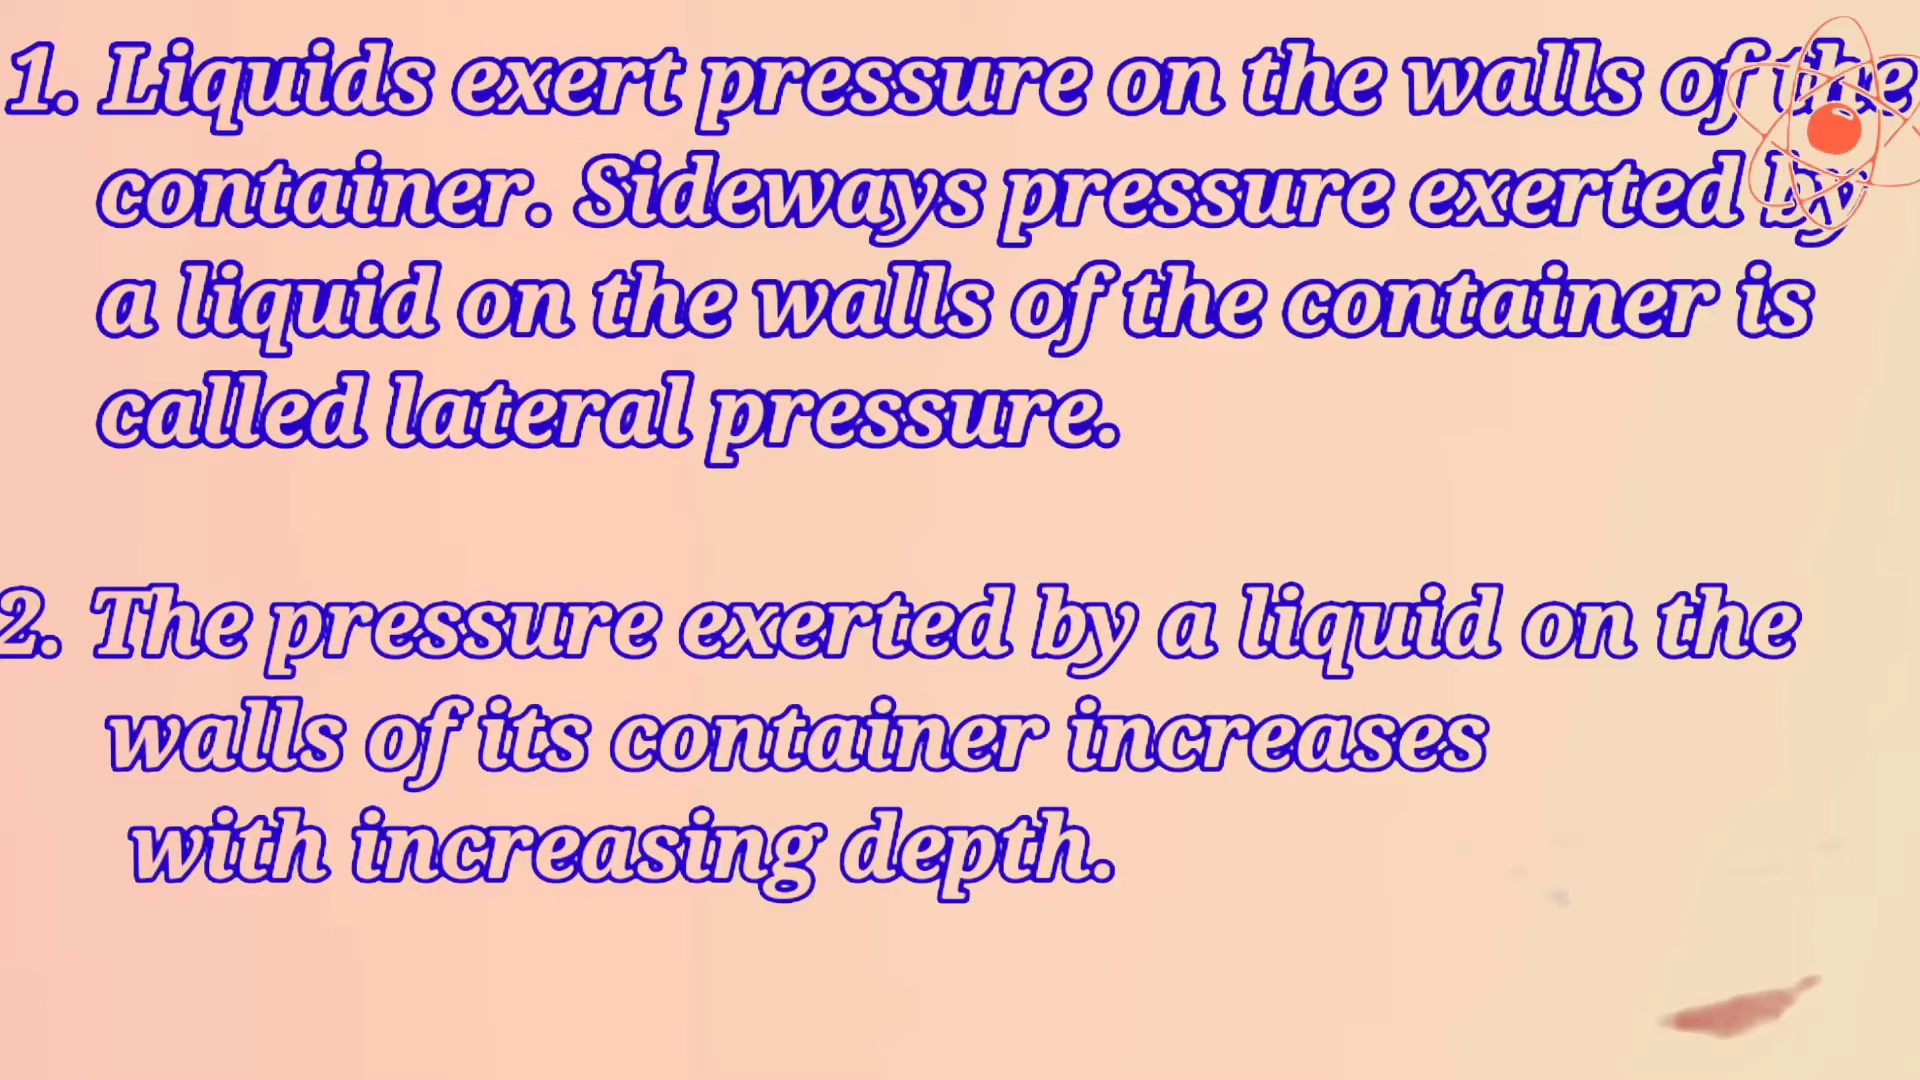 1. Liquids exert pressure on the walls of the
container. Sideways pressure exerted by
a liquid on the walls of the container is
called lateral pressure.
2. The pressure exerted by a liquid on the
walls of its container increases
with increasing depth.